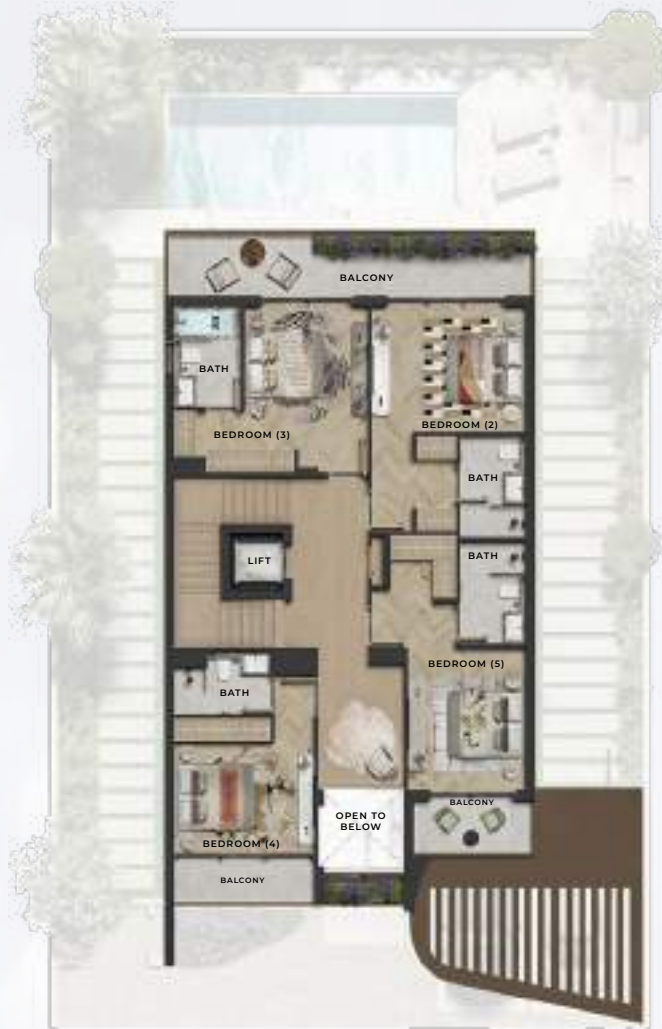 BALCONY
BATH
BEDROOM (3)
BEDROOM (2)
BATH
LIFT
BATH
BEDROOM (5)
BATH
OPEN TO
BELOW
BALCONY
BEDROOM (4)
BALCONY